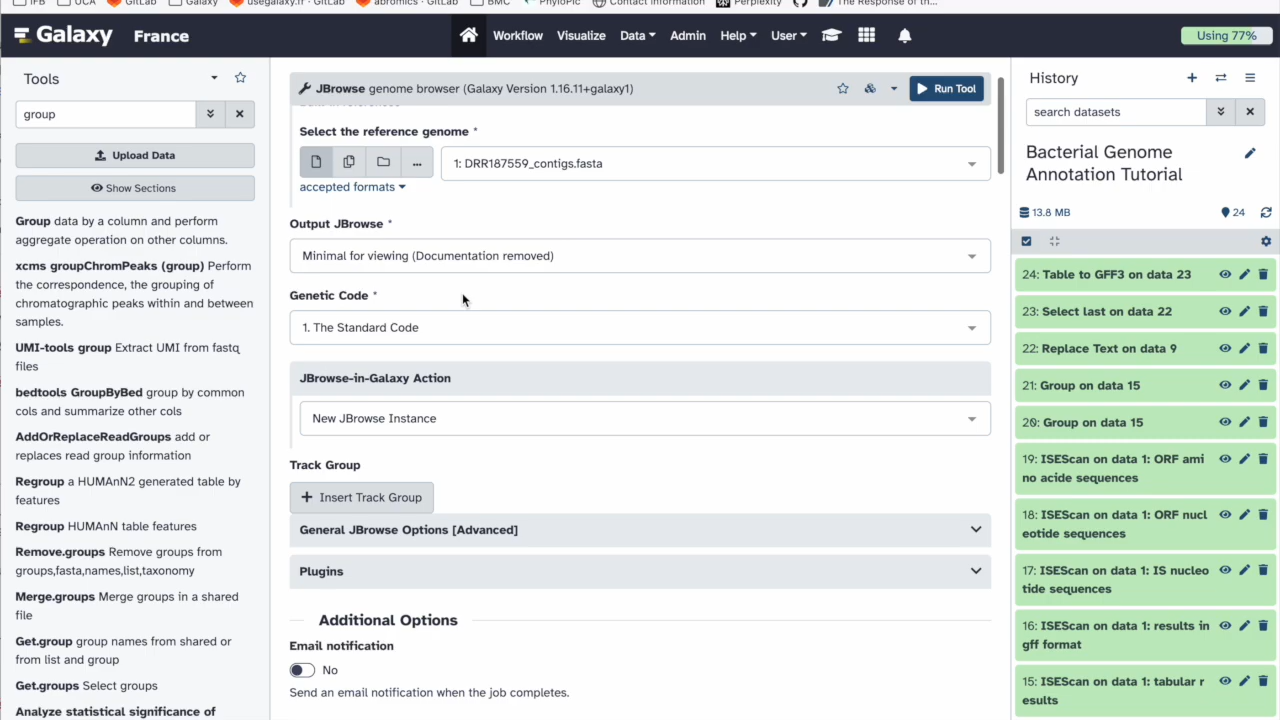 IFB
UCA
GitLab
Galaxy
usegalaxy.fr · GitLab
abromics · GitLab
BMC
PhyloPic
Contact Information
Perplexity
The Response of th...
Galaxy France
Workflow
Visualize
Data
Admin
Help
User
Using 77%
Tools
group
Upload Data
Show Sections
Group data by a column and perform
aggregate operation on other columns.
xcms groupChromPeaks (group) Perform
the correspondence, the grouping of
chromatographic peaks within and between
samples.
UMI-tools group Extract UMI from fastq
files
bedtools GroupByBed group by common
cols and summarize other cols
AddOrReplaceReadGroups add or
replaces read group information
Regroup a HUMAnN2 generated table by
features
Regroup HUMAnN table features
Remove.groups Remove groups from
groups,fasta,names,list,taxonomy
Merge.groups Merge groups in a shared
file
Get.group group names from shared or
from list and group
Get.groups Select groups
Analyze statistical significance of
JBrowse genome browser (Galaxy Version 1.16.11+galaxy1)
Run Tool
Select the reference genome *
1: DRR187559_contigs.fasta
accepted formats
Output JBrowse *
Minimal for viewing (Documentation removed)
Genetic Code *
1. The Standard Code
JBrowse-in-Galaxy Action
New JBrowse Instance
Track Group
+ Insert Track Group
General JBrowse Options [Advanced]
Plugins
Additional Options
Email notification
No
Send an email notification when the job completes.
History
search datasets
Bacterial Genome
Annotation Tutorial
13.8 MB
24
24: Table to GFF3 on data 23
23: Select last on data 22
22: Replace Text on data 9
21: Group on data 15
20: Group on data 15
19: ISEScan on data 1: ORF ami
no acide sequences
18: ISEScan on data 1: ORF nucl
eotide sequences
17: ISEScan on data 1: IS nucleo
tide sequences
16: ISEScan on data 1: results in
gff format
15: ISEScan on data 1: tabular r
esults